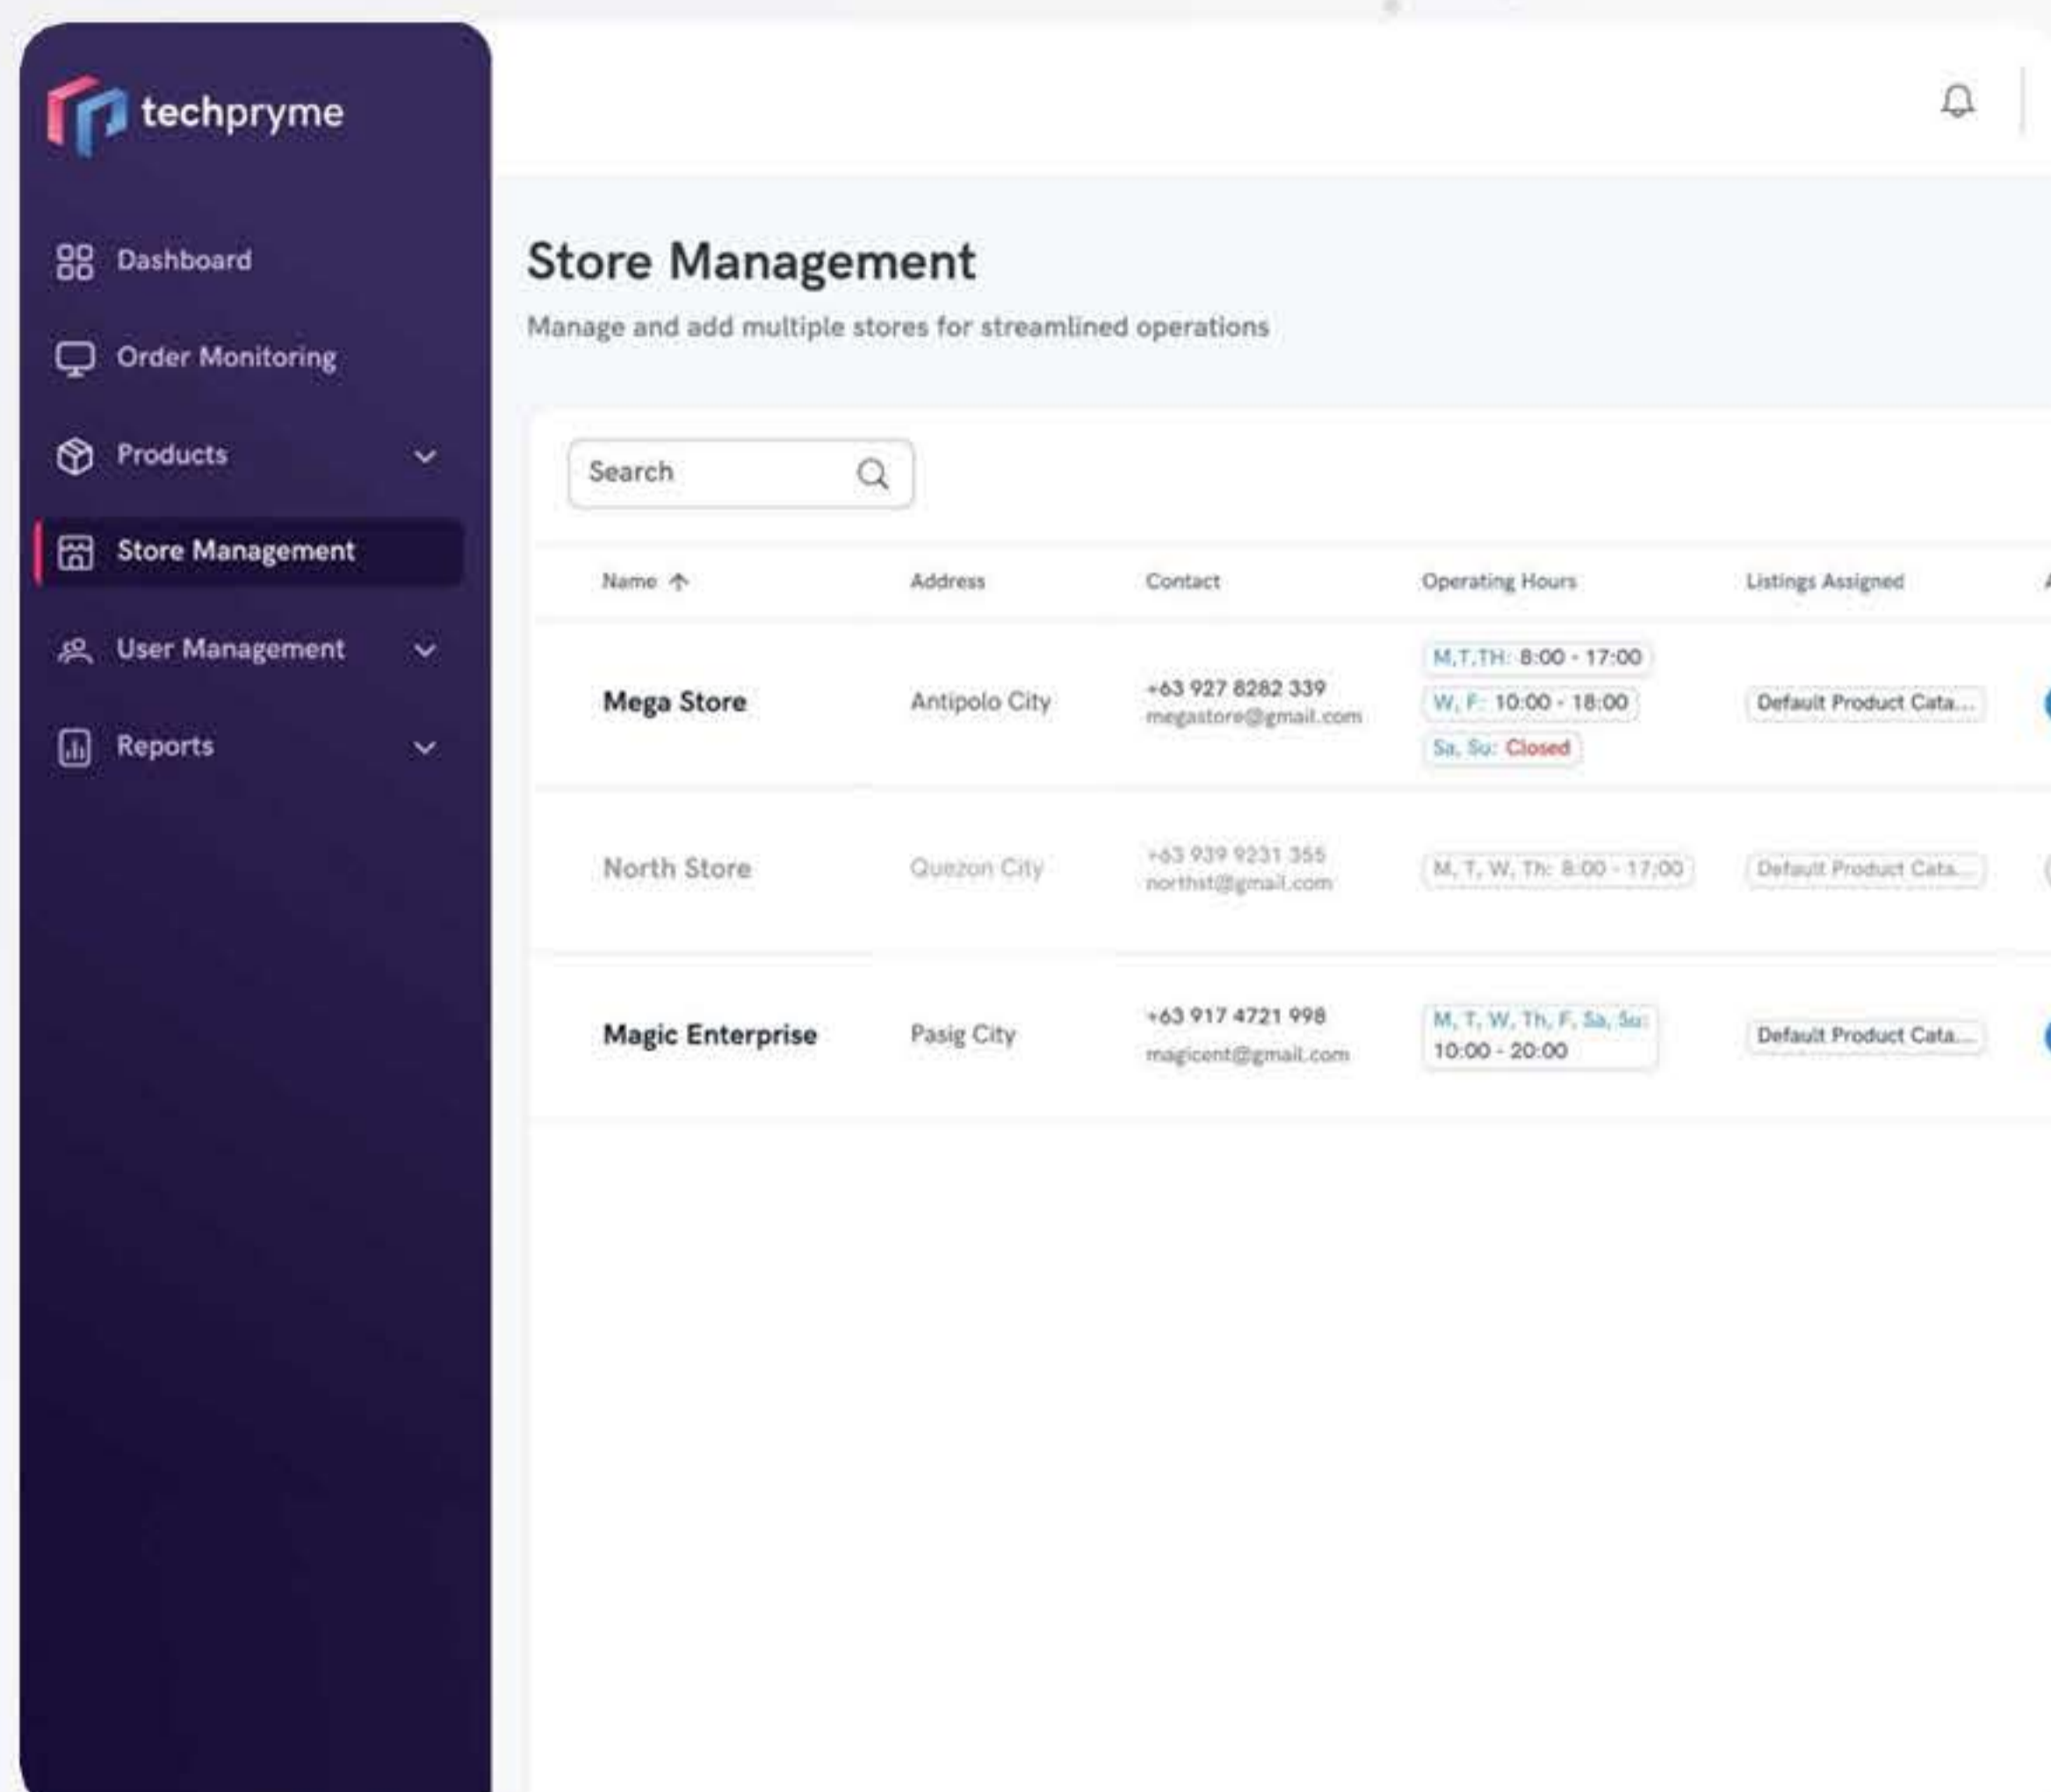 techpryme
Dashboard
Order Monitoring
Products
Store Management
User Management
Reports
Store Management
Manage and add multiple stores for streamlined operations
Search
Name Address Contact Operating Hours Listings Assigned
Mega Store Antipolo City +63 927 8282 339 megastore@gmail.com M,T,TH: 8:00 - 17:00
W, F: 10:00 - 18:00
Sa, Su: Closed
Default Product Cata...
North Store Quezon City +63 939 9231 355 northst@gmail.com M, T, W, Th: 8:00 - 17:00 Default Product Cata...
Magic Enterprise Pasig City +63 917 4721 998 magicent@gmail.com M, T, W, Th, F, Sa, Su:
10:00 - 20:00
Default Product Cata...